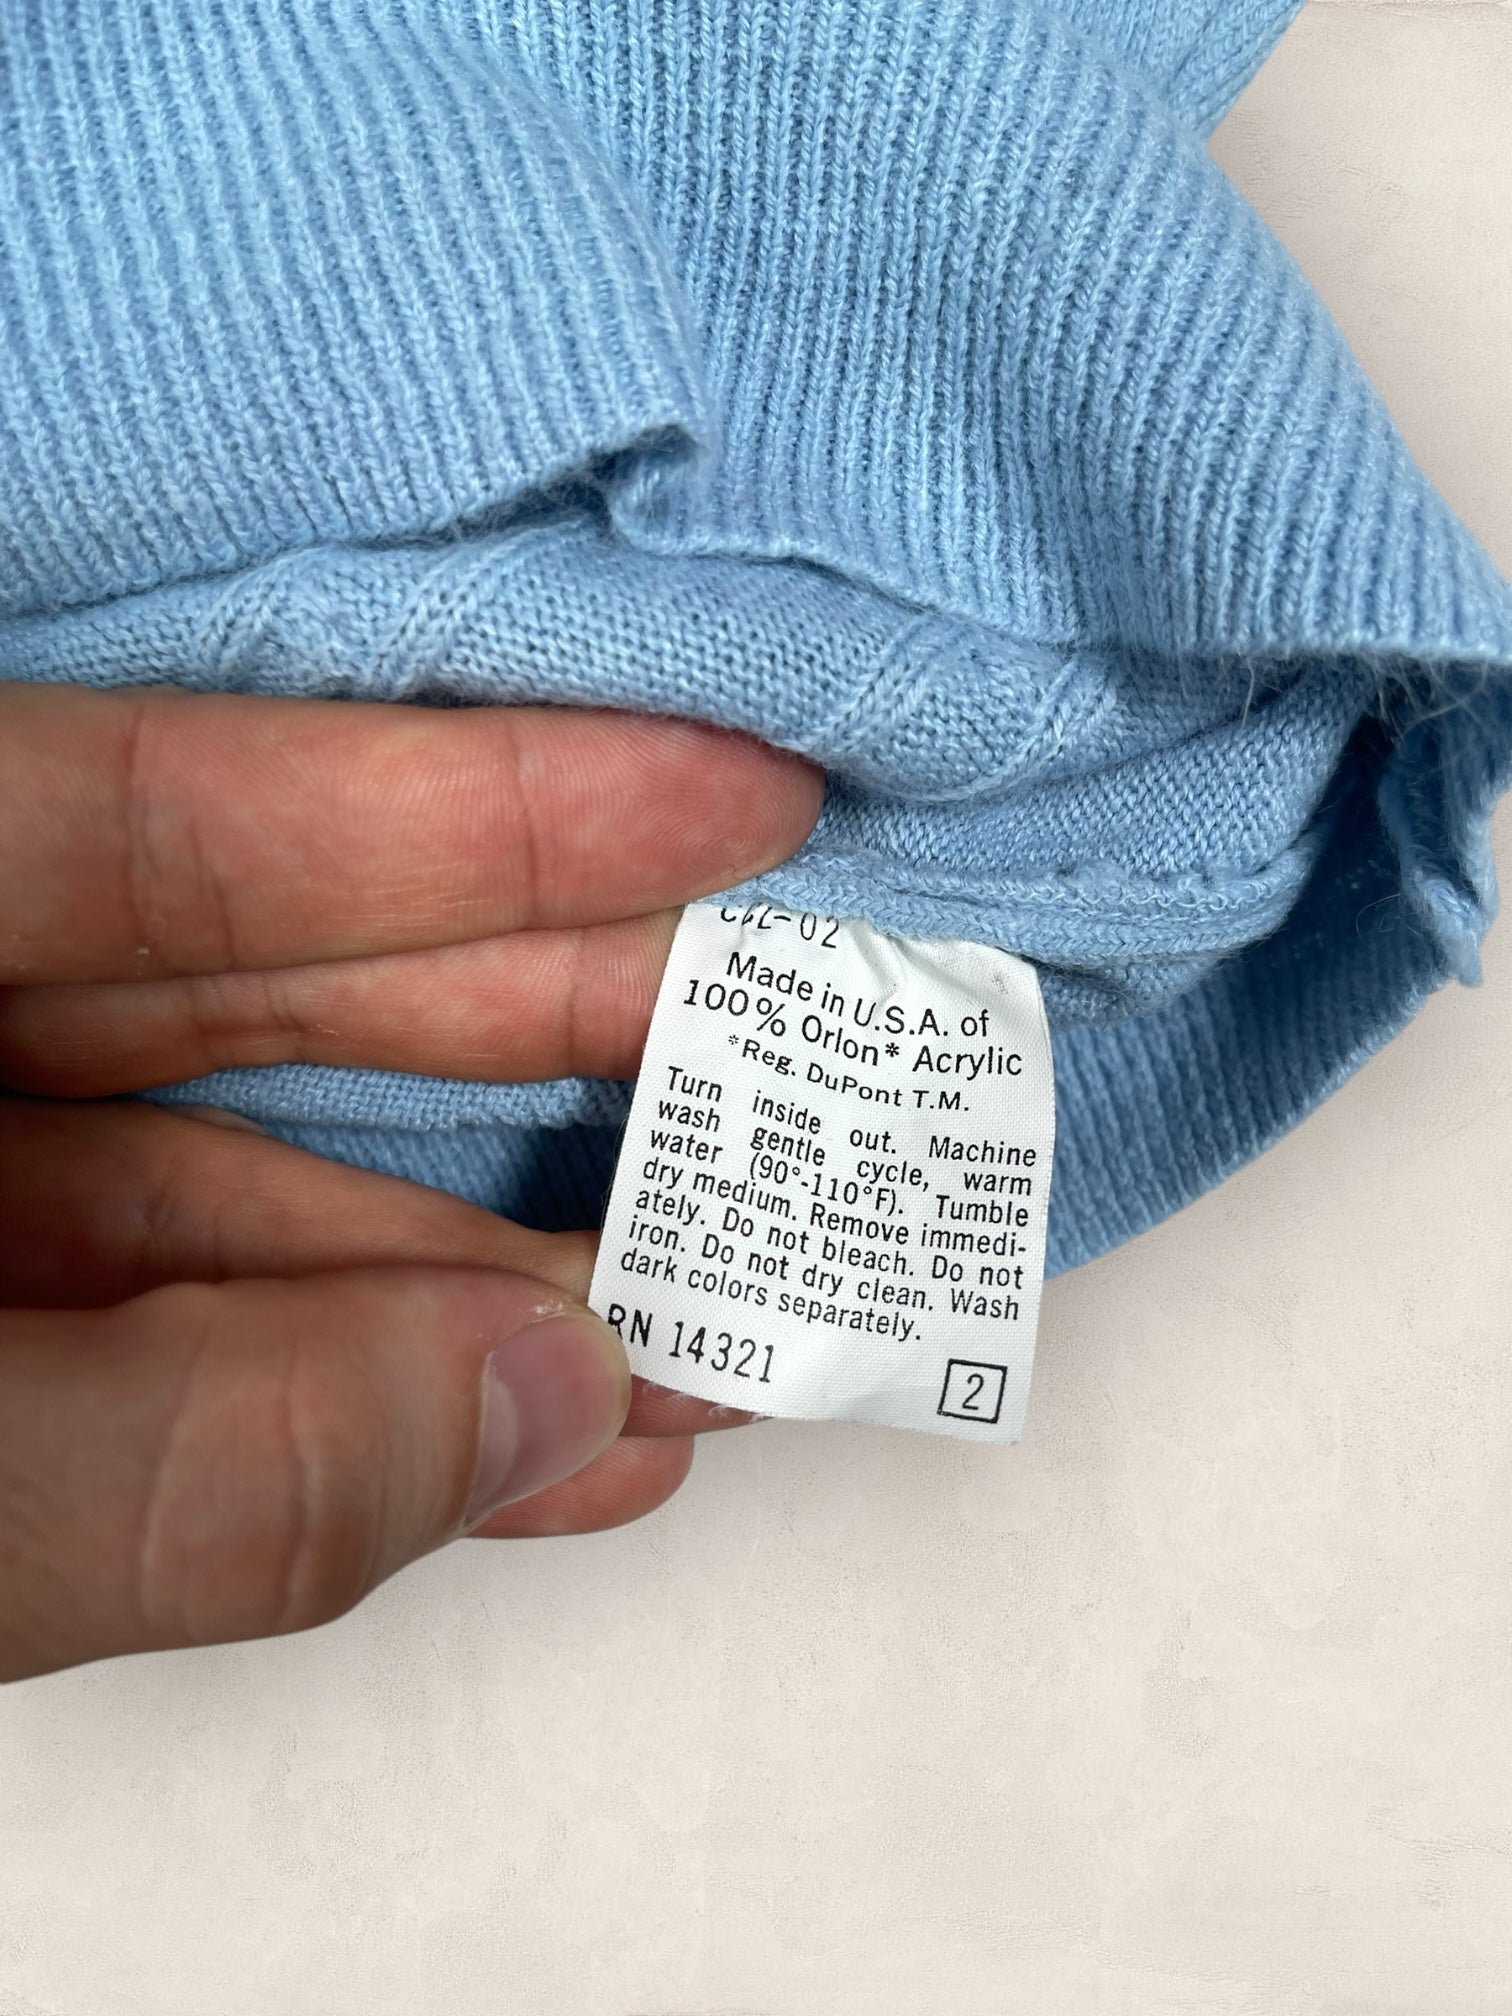 Made in U.S.A. of
100% Orlon* Acrylic
*Reg. DuPont T.M.
Turn inside out. Machine
wash gentle cycle, warm
water (90°-110°F). Tumble
dry medium. Remove immedi-
ately. Do not bleach. Do not
iron. Do not dry clean. Wash
dark colors separately.
RN 14321
2